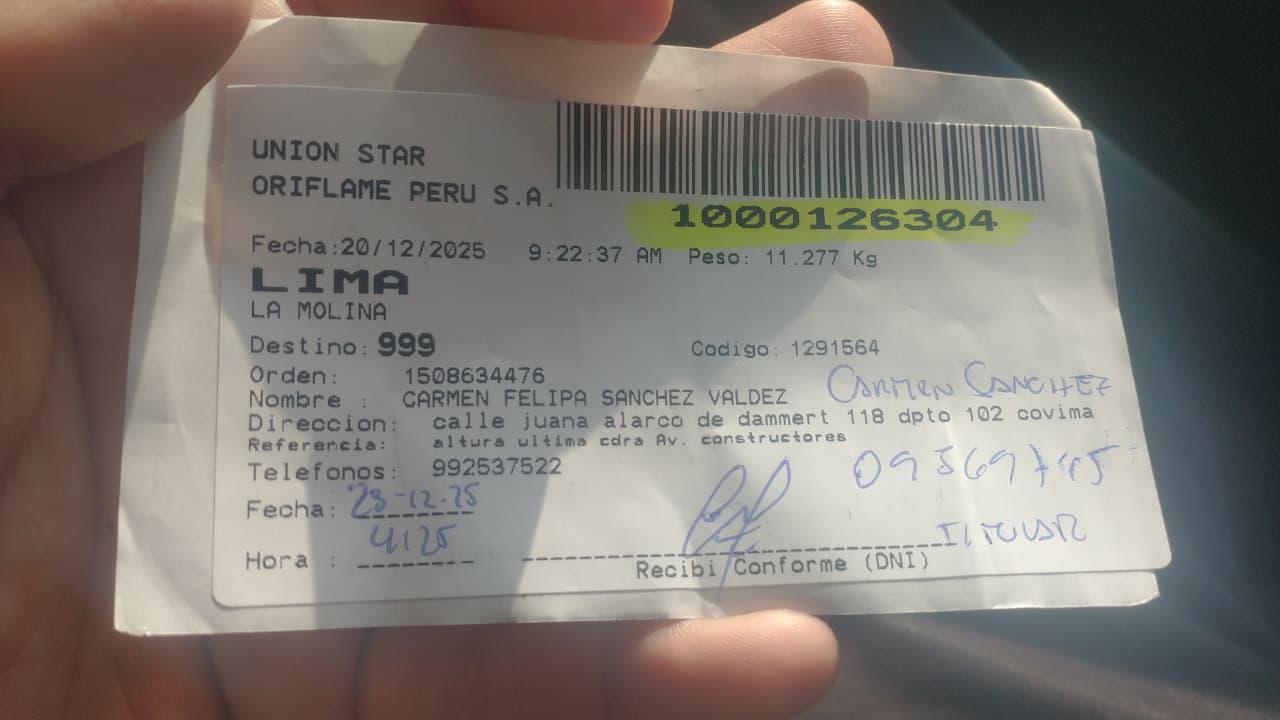 UNION STAR
ORIFLAME PERU S.A.
1000126304
Fecha:20/12/2025 9:22:37 AM Peso: 11.277 Kg
LIMA
LA MOLINA
Destino: 999 Codigo: 1291564
Orden: 1508634476
Nombre : CARMEN FELIPA SANCHEZ VALDEZ CARMEN SANCHEZ
Direccion: calle juana alarco de dammert 118 dpto 102 covima
Referencia: altura ultima cdra Av. constructores
Telefonos: 992537522
Fecha: 23-12-25
Hora : 4:25
Recibi Conforme (DNI)